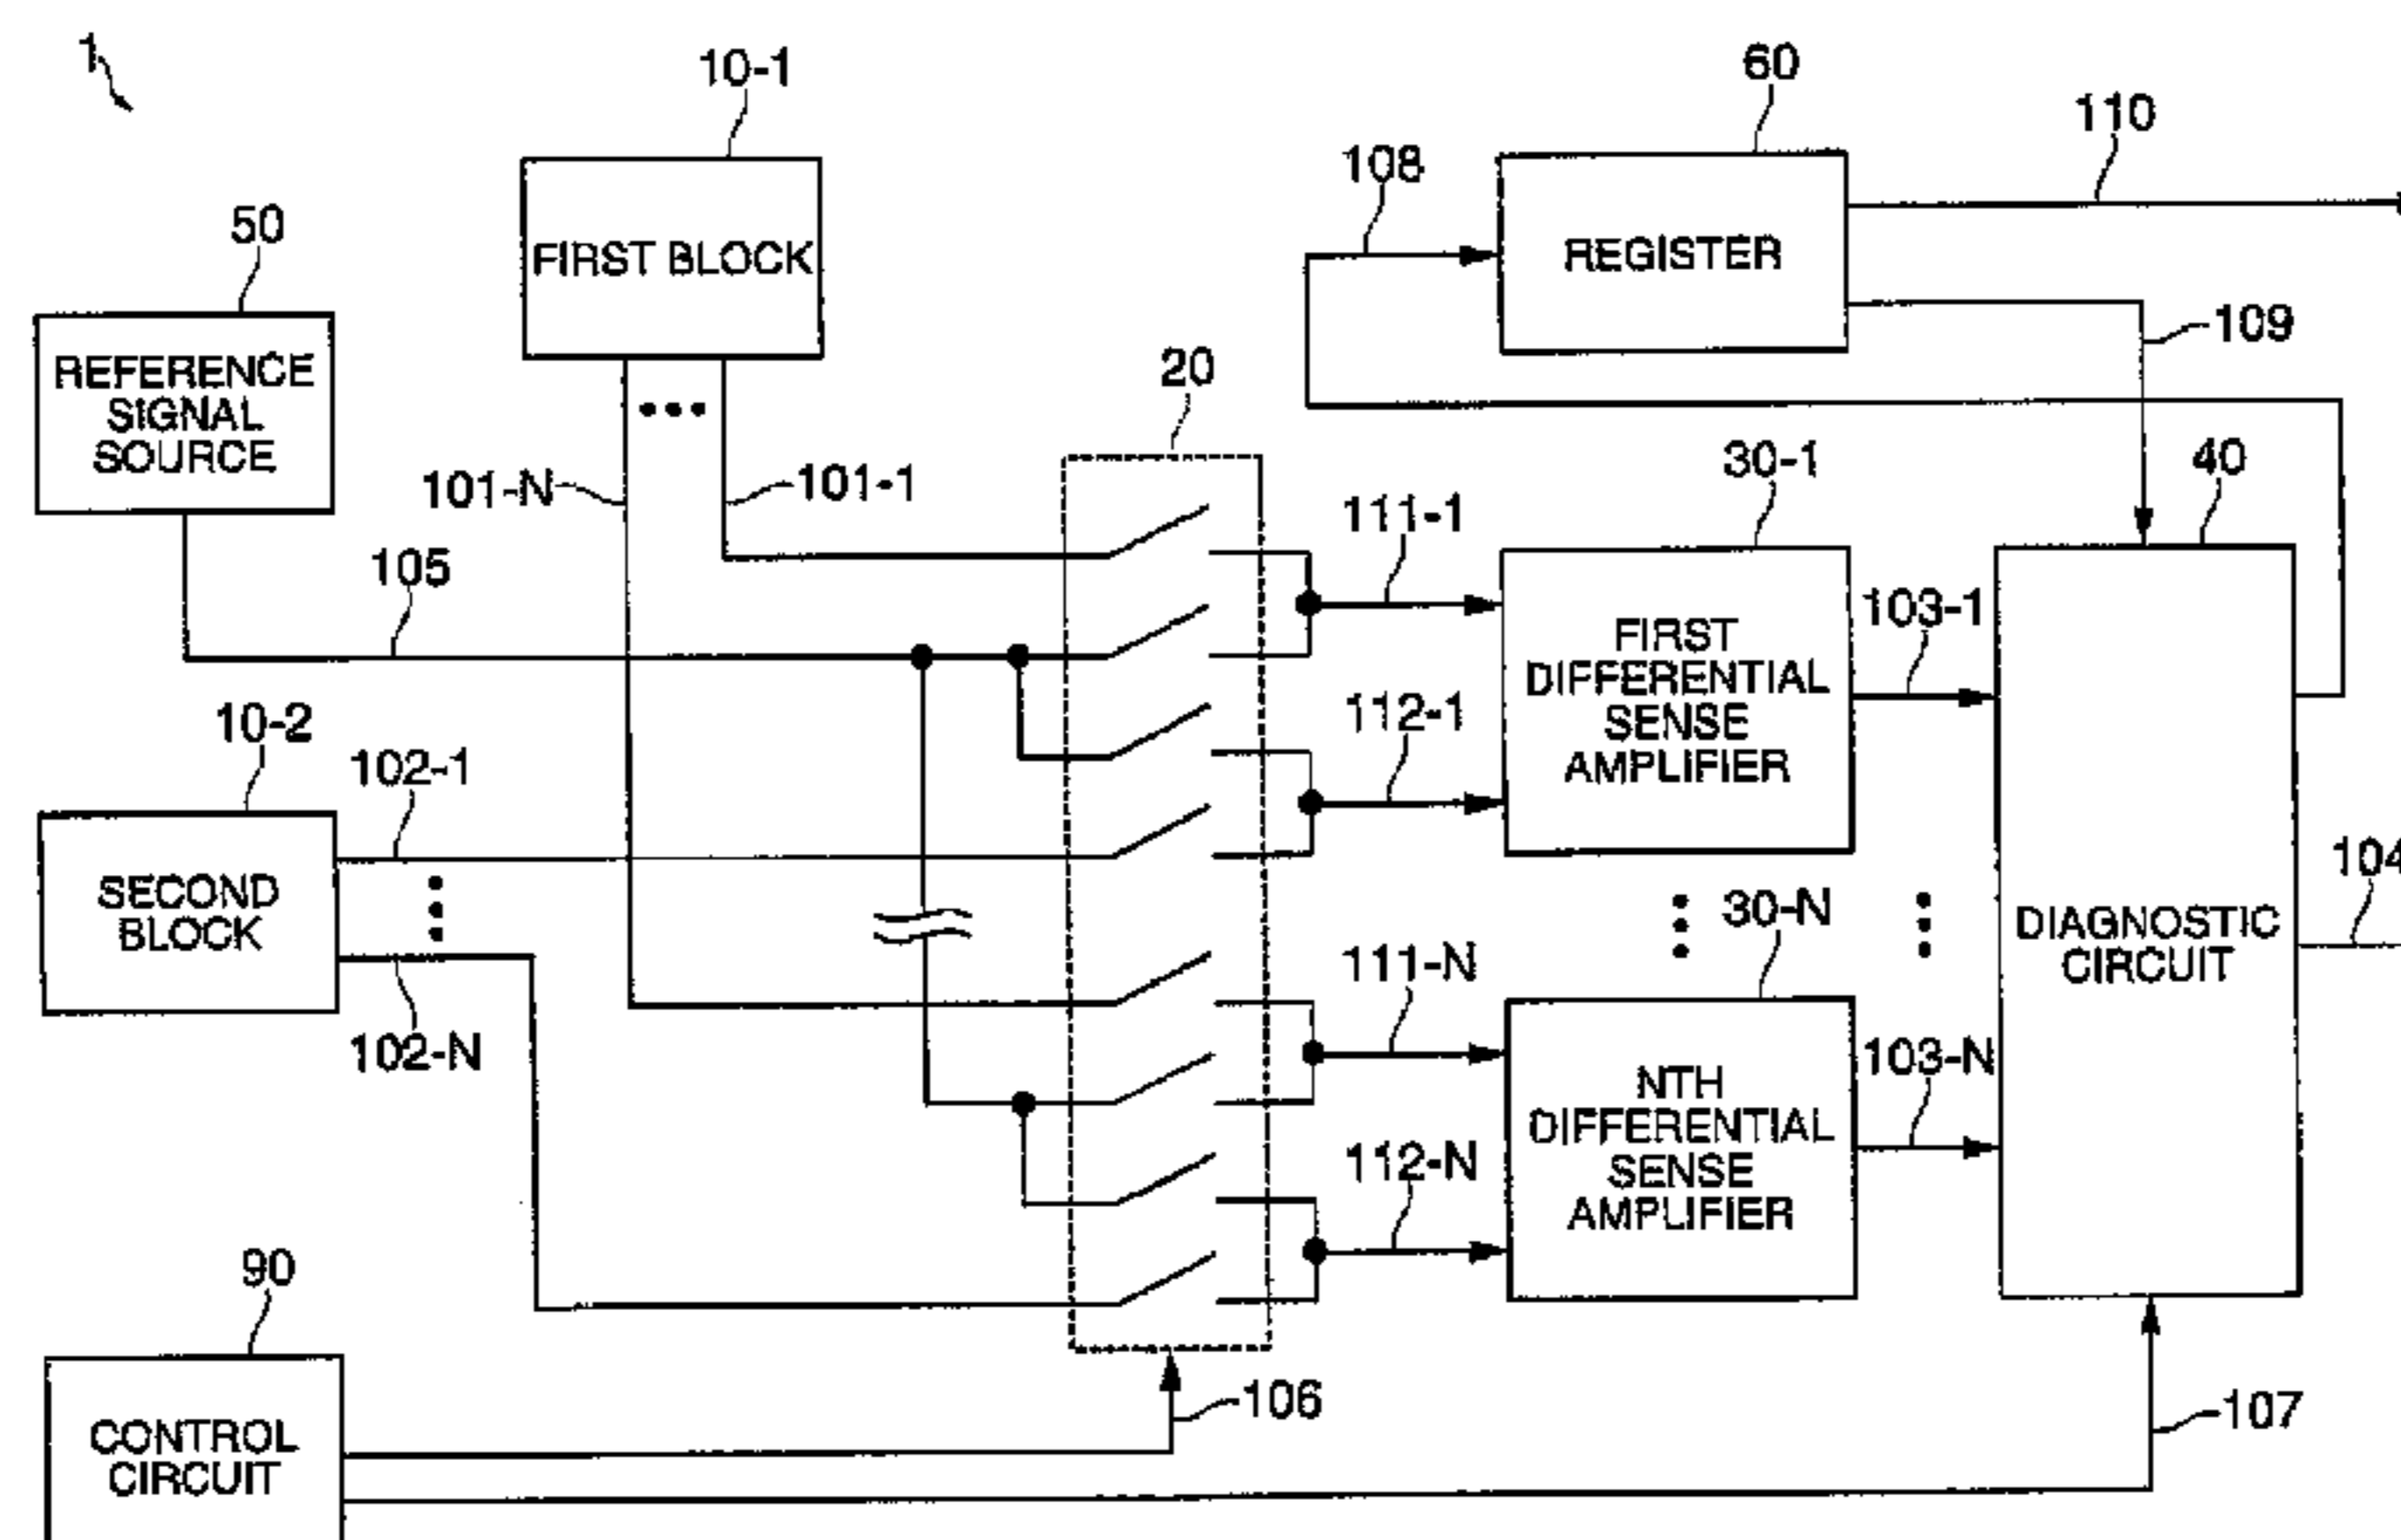 1
10-1
60
110
108
50
FIRST BLOCK
REGISTER
109
REFERENCE
SIGNAL
SOURCE
20
101-N
101-1
30-1
40
111-1
105
FIRST
DIFFERENTIAL
SENSE
AMPLIFIER
103-1
10-2
102-1
112-1
104
SECOND
BLOCK
30-N
DIAGNOSTIC
CIRCUIT
102-N
111-N
NTH
DIFFERENTIAL
SENSE
AMPLIFIER
103-N
112-N
90
106
107
CONTROL
CIRCUIT